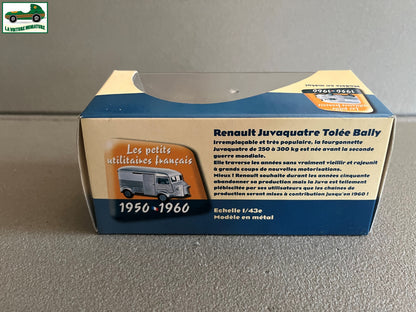 LA VOITURE MINIATURE
Les petits
utilitaires français
1950 • 1960
Renault Juvaquatre Tolée Bally
Irremplaçable et très populaire, la fourgonnette
Juvaquatre de 250 à 300 kg est née avant la seconde
guerre mondiale.
Elle traverse les années sans vraiment vieillir et rajeunit
à grands coups de nouvelles motorisations.
Mieux ! Renault souhaite durant les années cinquante
abandonner sa production mais la Juva est tellement
plébiscitée par ses utilisateurs que les chaines de
production seront mises à contribution jusqu'en 1960 !
Echelle 1/43e
Modèle en métal